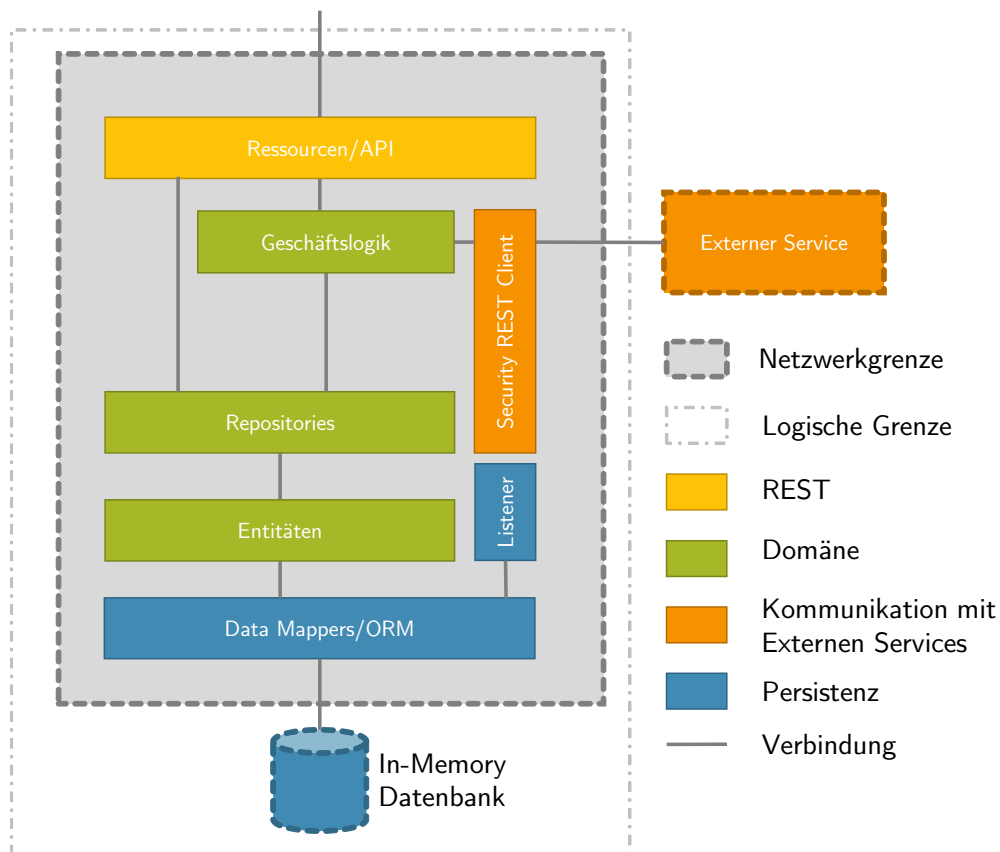 Ressourcen/API
Geschäftslogik
Security REST Client
Externer Service
Repositories
Listener
Entitäten
Data Mappers/ORM
In-Memory
Datenbank
Netzwerkgrenze
Logische Grenze
REST
Domäne
Kommunikation mit
Externen Services
Persistenz
Verbindung